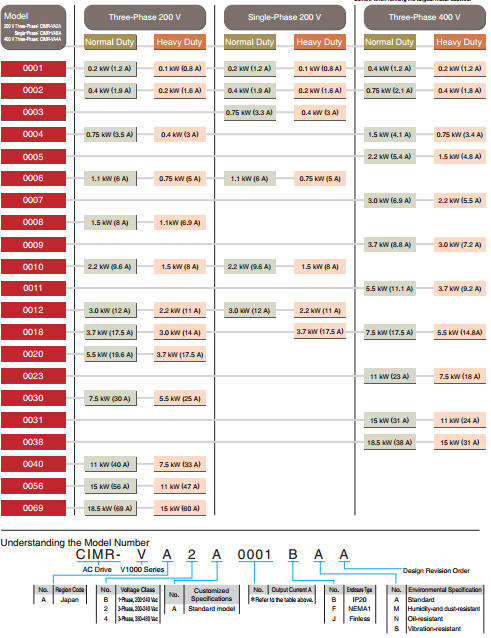 Model
200 V Three-Phase: CIMR-VA2A
Single-Phase: CIMR-VABA
400 V Three-Phase: CIMR-VA4A
Three-Phase 200 V Single-Phase 200 V Three-Phase 400 V
Normal Duty Heavy Duty Normal Duty Heavy Duty Normal Duty Heavy Duty
0001 0.2 kW (1.2 A) 0.1 kW (0.8 A) 0.2 kW (1.2 A) 0.1 kW (0.8 A) 0.4 kW (1.2 A) 0.2 kW (1.2 A)
0002 0.4 kW (1.9 A) 0.2 kW (1.6 A) 0.4 kW (1.9 A) 0.2 kW (1.6 A) 0.75 kW (2.1 A) 0.4 kW (1.8 A)
0003 0.75 kW (3.3 A) 0.4 kW (3 A)
0004 0.75 kW (3.5 A) 0.4 kW (3 A) 1.5 kW (4.1 A) 0.75 kW (3.4 A)
0005 2.2 kW (5.4 A) 1.5 kW (4.8 A)
0006 1.1 kW (6 A) 0.75 kW (5 A) 1.1 kW (6 A) 0.75 kW (5 A)
0007 3.0 kW (6.9 A) 2.2 kW (5.5 A)
0008 1.5 kW (8 A) 1.1kW (6.9 A)
0009 3.7 kW (8.8 A) 3.0 kW (7.2 A)
0010 2.2 kW (9.6 A) 1.5 kW (8 A) 2.2 kW (9.6 A) 1.5 kW (8 A)
0011 5.5 kW (11.1 A) 3.7 kW (9.2 A)
0012 3.0 kW (12 A) 2.2 kW (11 A) 3.0 kW (12 A) 2.2 kW (11 A)
0018 3.7 kW (17.5 A) 3.0 kW (14 A) 3.7 kW (17.5 A) 7.5 kW (17.5 A) 5.5 kW (14.8A)
0020 5.5 kW (19.6 A) 3.7 kW (17.5 A)
0023 11 kW (23 A) 7.5 kW (18 A)
0030 7.5 kW (30 A) 5.5 kW (25 A)
0031 15 kW (31 A) 11 kW (24 A)
0038 18.5 kW (38 A) 15 kW (31 A)
0040 11 kW (40 A) 7.5 kW (33 A)
0056 15 kW (56 A) 11 kW (47 A)
0069 18.5 kW (69 A) 15 kW (60 A)
Understanding the Model Number
CIMR- V A 2 A 0001 B A A
AC Drive V1000 Series Design Revision Order
No. Region Code No. Voltage Class No. Customized Specifications No. Output Current A No. Enclosure Type No. Environmental Specification
A Japan B 1-Phase, 200-240 Vac A Standard model *Refer to the table above. B IP20 A Standard
2 3-Phase, 200-240 Vac F NEMA1 M Humidity-and dust-resistant
4 3-Phase, 380-480 Vac J Finless N Oil-resistant
S Vibration-resistant